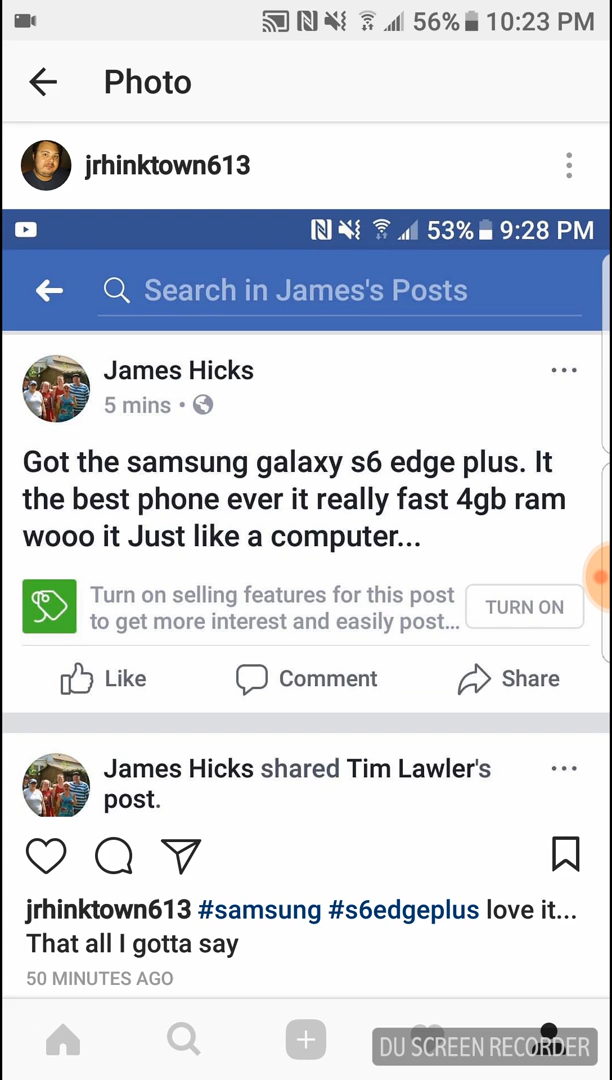 56% 10:23 PM
Photo
jrhinktown613
53% 9:28 PM
Search in James's Posts
James Hicks
5 mins •
Got the samsung galaxy s6 edge plus. It
the best phone ever it really fast 4gb ram
wooo it Just like a computer...
Turn on selling features for this post
to get more interest and easily post...
TURN ON
Like Comment Share
James Hicks shared Tim Lawler's
post.
jrhinktown613 #samsung #s6edgeplus love it...
That all I gotta say
50 MINUTES AGO
DU SCREEN RECORDER